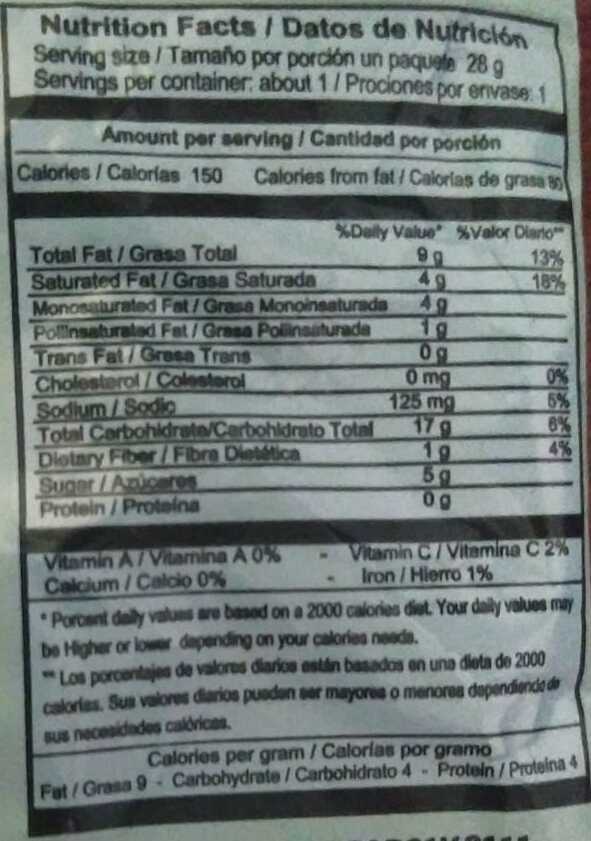 Nutrition Facts / Datos de Nutrición
Serving size / Tamaño por porción un paquete 28 g
Servings per container: about 1 / Prociones por envase: 1
Amount per serving / Cantidad por porción
Calories / Calorías 150 Calories from fat / Calorías de grasa 80
%Daily Value* %Valor Diario**
Total Fat / Grasa Total 9 g 13%
Saturated Fat / Grasa Saturada 4 g 18%
Monosaturated Fat / Grasa Monoinsaturada 4 g
Poliinsaturated Fat / Grasa Poliinsaturada 1 g
Trans Fat / Grasa Trans 0 g
Cholesterol / Colesterol 0 mg 0%
Sodium / Sodio 125 mg 5%
Total Carbohidrate/Carbohidrato Total 17 g 6%
Dietary Fiber / Fibra Dietética 1 g 4%
Sugar / Azúcares 5 g
Protein / Proteína 0 g
Vitamin A / Vitamina A 0% - Vitamin C / Vitamina C 2%
Calcium / Calcio 0% - Iron / Hierro 1%
* Porcent daily values are based on a 2000 calories diet. Your daily values may
be Higher or lower depending on your calories needs.
** Los porcentajes de valores diarios están basados en una dieta de 2000
calorías. Sus valores diarios pueden ser mayores o menores dependiendo de
sus necesidades calóricas.
Calories per gram / Calorías por gramo
Fat / Grasa 9 - Carbohydrate / Carbohidrato 4 - Protein / Proteína 4